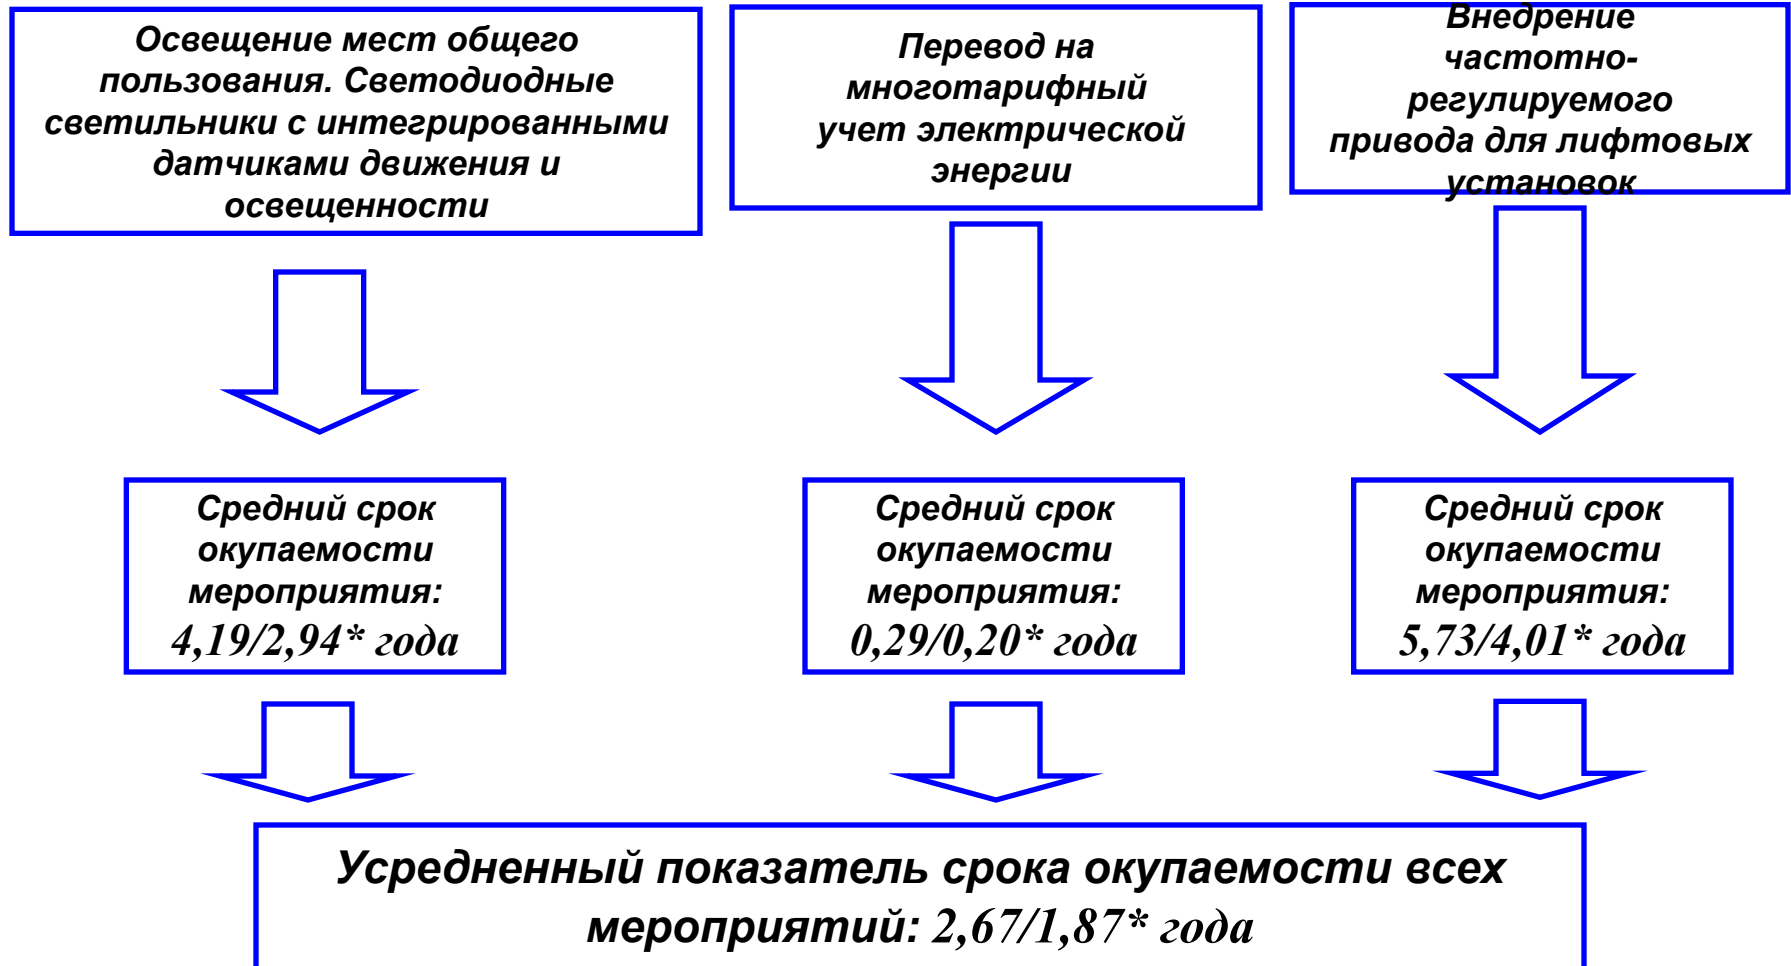 Освещение мест общего
пользования. Светодиодные
светильники с интегрированными
датчиками движения и
освещенности
Перевод на
многотарифный
учет электрической
энергии
Внедрение
частотно-
регулируемого
привода для лифтовых
установок
Средний срок
окупаемости
мероприятия:
4,19/2,94* года
Средний срок
окупаемости
мероприятия:
0,29/0,20* года
Средний срок
окупаемости
мероприятия:
5,73/4,01* года
Усредненный показатель срока окупаемости всех
мероприятий: 2,67/1,87* года